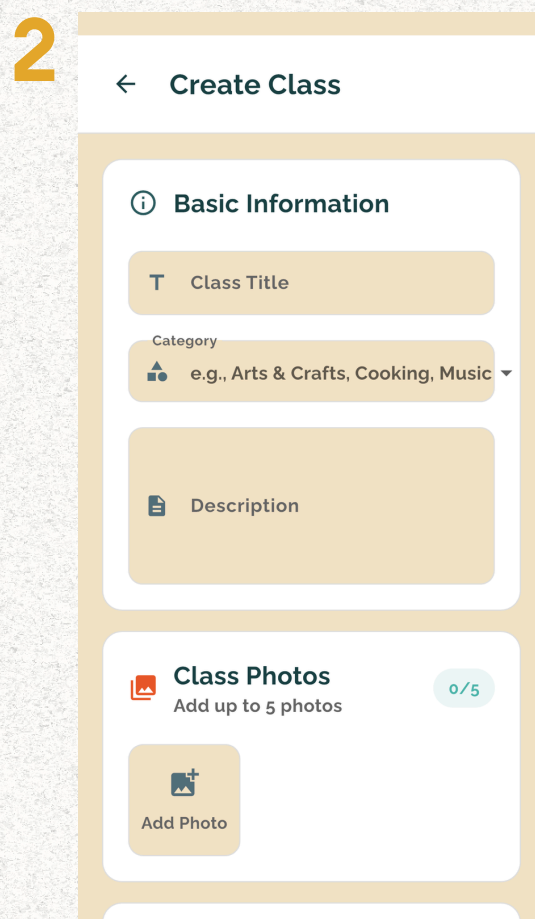 2
Create Class
Basic Information
Class Title
Category
e.g., Arts & Crafts, Cooking, Music
Description
Class Photos
Add up to 5 photos
0/5
Add Photo